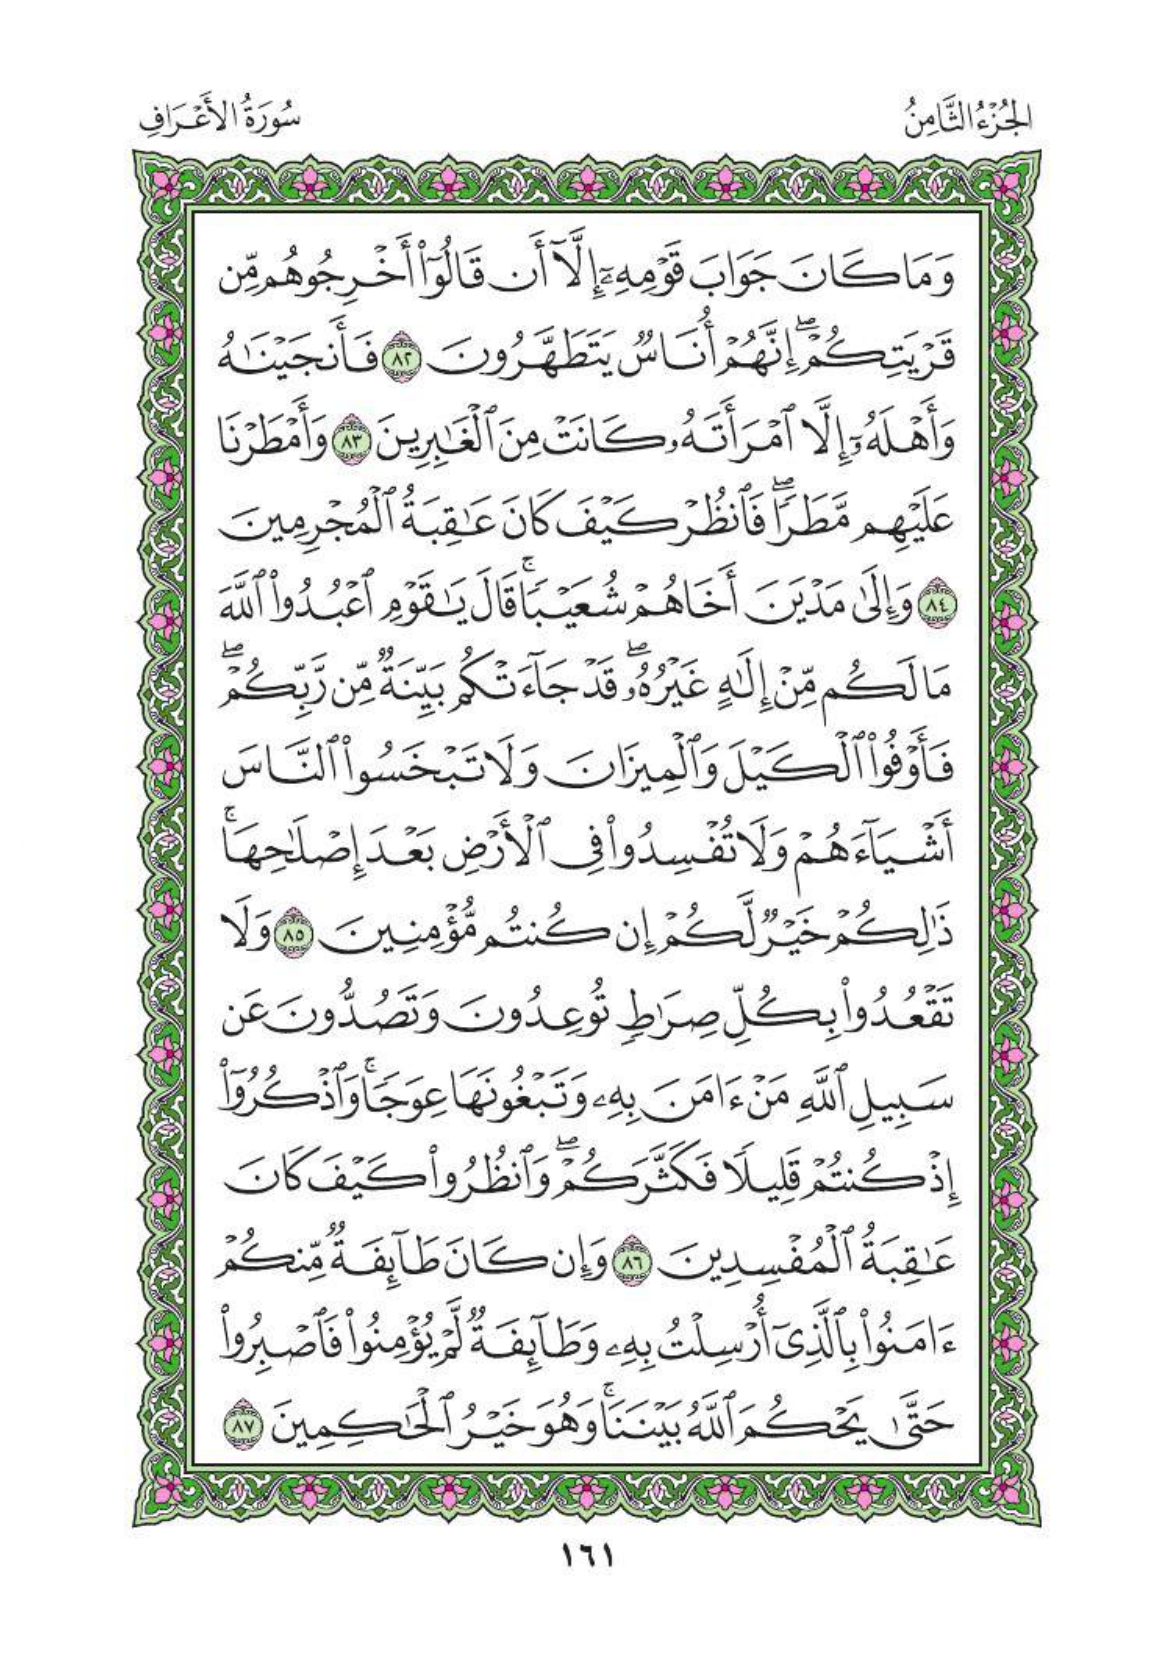 الجُزْءُ الثَّامِنُ
سُورَةُ الأَعْرَافِ
وَمَا كَانَ جَوَابَ قَوْمِهِۦٓ إِلَّآ أَن قَالُوٓا۟ أَخْرِجُوهُم مِّن
قَرْيَتِكُمْ ۖ إِنَّهُمْ أُنَاسٌ يَتَطَهَّرُونَ ٨٢ فَأَنجَيْنَـٰهُ
وَأَهْلَهُۥٓ إِلَّا ٱمْرَأَتَهُۥ كَانَتْ مِنَ ٱلْغَـٰبِرِينَ ٨٣ وَأَمْطَرْنَا
عَلَيْهِم مَّطَرًا ۖ فَٱنظُرْ كَيْفَ كَانَ عَـٰقِبَةُ ٱلْمُجْرِمِينَ
٨٤ وَإِلَىٰ مَدْيَنَ أَخَاهُمْ شُعَيْبًا ۗ قَالَ يَـٰقَوْمِ ٱعْبُدُوا۟ ٱللَّهَ
مَا لَكُم مِّنْ إِلَـٰهٍ غَيْرُهُۥ ۖ قَدْ جَآءَتْكُم بَيِّنَةٌ مِّن رَّبِّكُمْ ۖ
فَأَوْفُوا۟ ٱلْكَيْلَ وَٱلْمِيزَانَ وَلَا تَبْخَسُوا۟ ٱلنَّاسَ
أَشْيَآءَهُمْ وَلَا تُفْسِدُوا۟ فِى ٱلْأَرْضِ بَعْدَ إِصْلَـٰحِهَا ۚ
ذَٰلِكُمْ خَيْرٌ لَّكُمْ إِن كُنتُم مُّؤْمِنِينَ ٨٥ وَلَا
تَقْعُدُوا۟ بِكُلِّ صِرَٰطٍ تُوعِدُونَ وَتَصُدُّونَ عَن
سَبِيلِ ٱللَّهِ مَنْ ءَامَنَ بِهِۦ وَتَبْغُونَهَا عِوَجًا ۚ وَٱذْكُرُوٓا۟
إِذْ كُنتُمْ قَلِيلًا فَكَثَّرَكُمْ ۖ وَٱنظُرُوا۟ كَيْفَ كَانَ
عَـٰقِبَةُ ٱلْمُفْسِدِينَ ٨٦ وَإِن كَانَ طَآئِفَةٌ مِّنكُمْ
ءَامَنُوا۟ بِٱلَّذِىٓ أُرْسِلْتُ بِهِۦ وَطَآئِفَةٌ لَّمْ يُؤْمِنُوا۟ فَٱصْبِرُوا۟
حَتَّىٰ يَحْكُمَ ٱللَّهُ بَيْنَنَا ۚ وَهُوَ خَيْرُ ٱلْحَـٰكِمِينَ ٨٧
١٦١